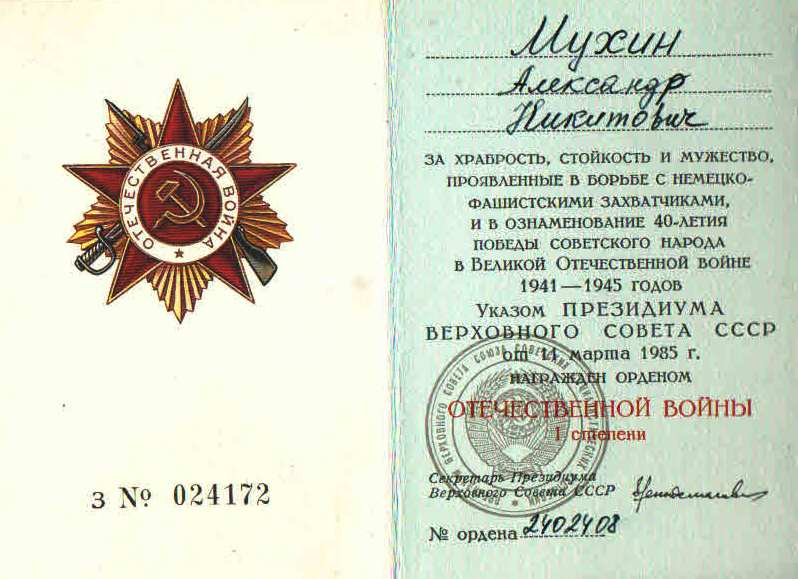 ОТЕЧЕСТВЕННАЯ ВОЙНА
З № 024172
Мухин
Александр
Никитович
ЗА ХРАБРОСТЬ, СТОЙКОСТЬ И МУЖЕСТВО,
ПРОЯВЛЕННЫЕ В БОРЬБЕ С НЕМЕЦКО-
ФАШИСТСКИМИ ЗАХВАТЧИКАМИ,
И В ОЗНАМЕНОВАНИЕ 40-ЛЕТИЯ
ПОБЕДЫ СОВЕТСКОГО НАРОДА
В ВЕЛИКОЙ ОТЕЧЕСТВЕННОЙ ВОЙНЕ
1941—1945 ГОДОВ
УКАЗОМ ПРЕЗИДИУМА
ВЕРХОВНОГО СОВЕТА СССР
от 11 марта 1985 г.
НАГРАЖДЕН ОРДЕНОМ
ОТЕЧЕСТВЕННОЙ ВОЙНЫ
I степени
Секретарь Президиума
Верховного Совета СССР
№ ордена 2402408